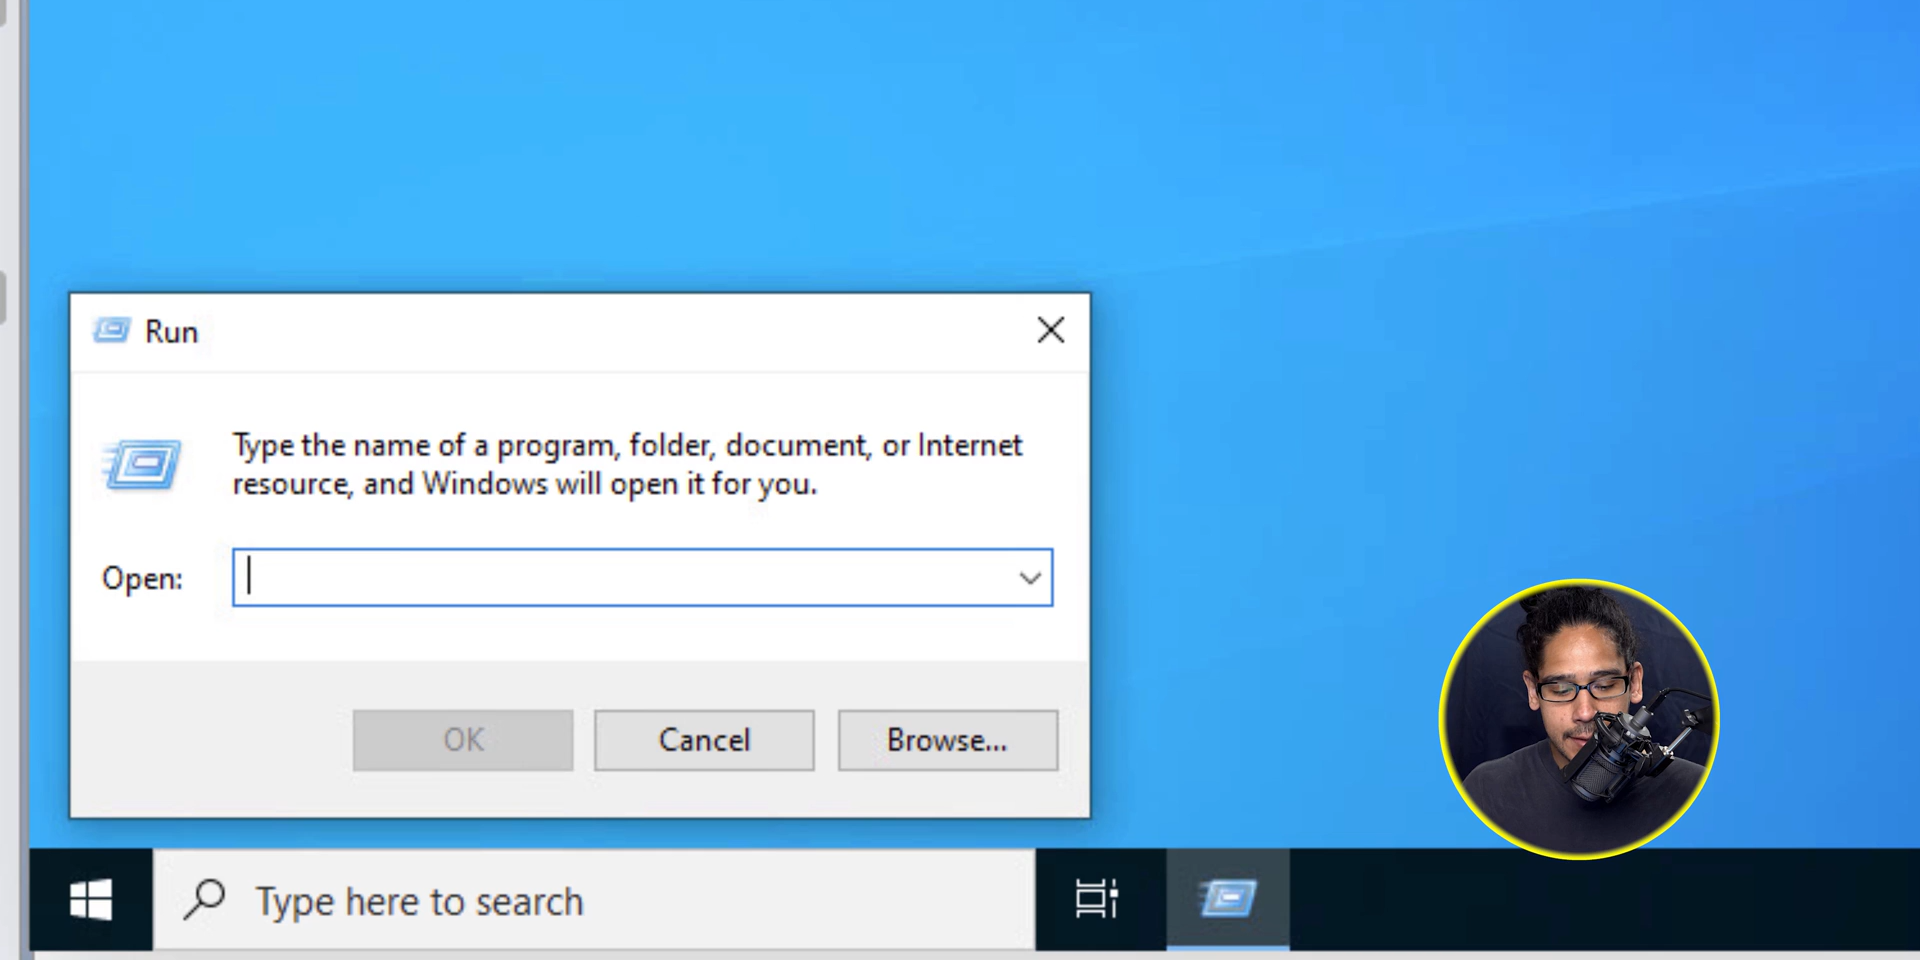 Run
Type the name of a program, folder, document, or Internet
resource, and Windows will open it for you.
Open:
OK
Cancel
Browse...
Type here to search